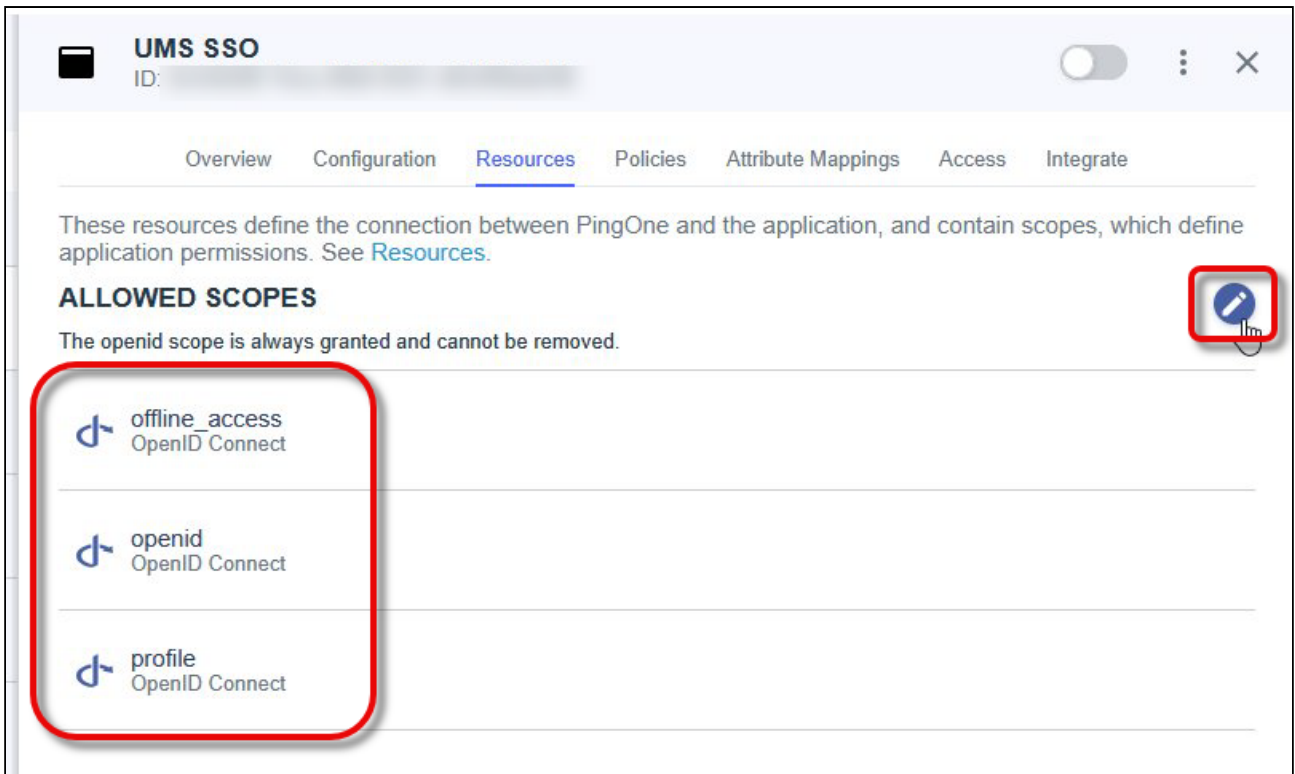 UMS SSO
ID:
Overview Configuration Resources Policies Attribute Mappings Access Integrate
These resources define the connection between PingOne and the application, and contain scopes, which define
application permissions. See Resources.
ALLOWED SCOPES
The openid scope is always granted and cannot be removed.
offline_access
OpenID Connect
openid
OpenID Connect
profile
OpenID Connect